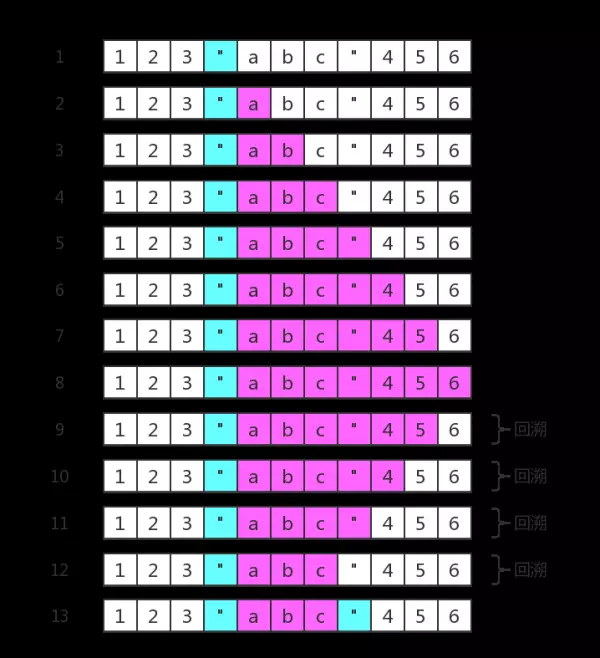 1 1 2 3 " a b c " 4 5 6
2 1 2 3 " a b c " 4 5 6
3 1 2 3 " a b c " 4 5 6
4 1 2 3 " a b c " 4 5 6
5 1 2 3 " a b c " 4 5 6
6 1 2 3 " a b c " 4 5 6
7 1 2 3 " a b c " 4 5 6
8 1 2 3 " a b c " 4 5 6
9 1 2 3 " a b c " 4 5 6 回溯
10 1 2 3 " a b c " 4 5 6 回溯
11 1 2 3 " a b c " 4 5 6 回溯
12 1 2 3 " a b c " 4 5 6 回溯
13 1 2 3 " a b c " 4 5 6